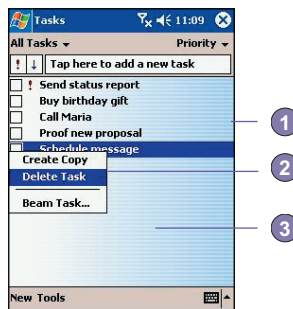 Tasks 11:09
All Tasks Priority
! ↓ Tap here to add a new task
! Send status report
Buy birthday gift
Call Maria
Proof new proposal
Schedule message
Create Copy
Delete Task
Beam Task...
New Tools
1
2
3